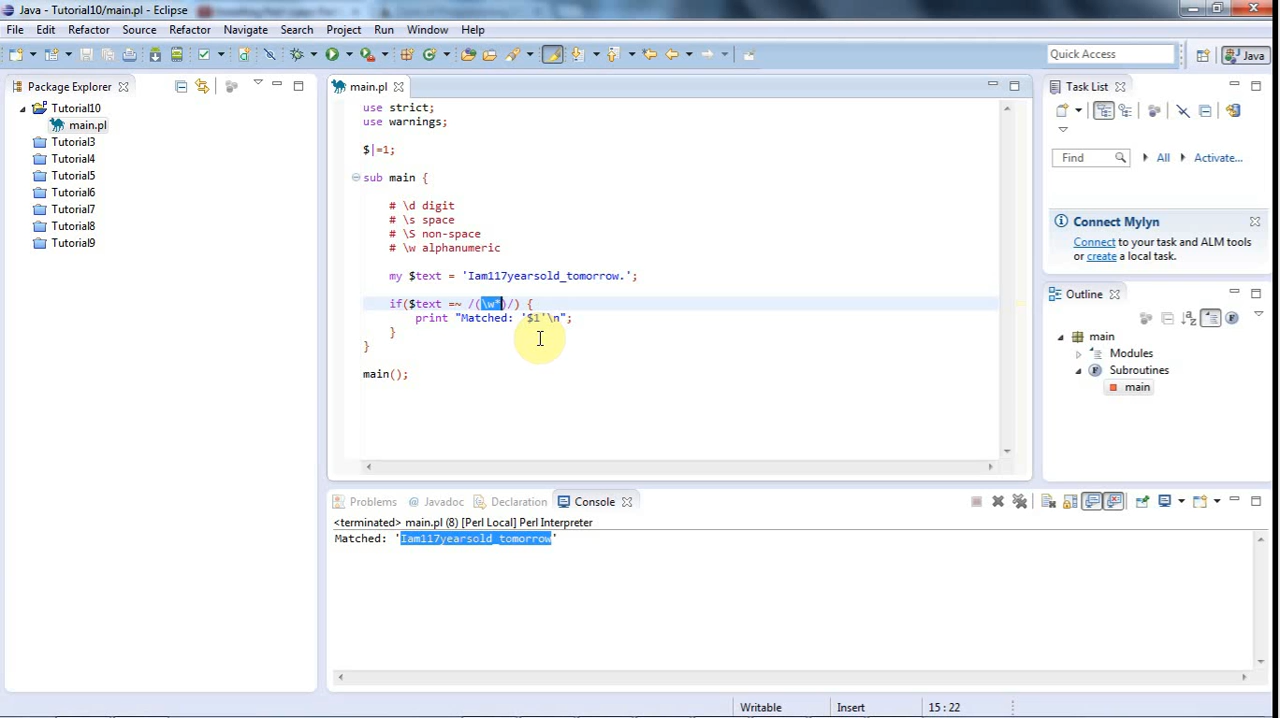 Java - Tutorial10/main.pl - Eclipse
File Edit Refactor Source Refactor Navigate Search Project Run Window Help
Quick Access
Java
Package Explorer
Tutorial10
main.pl
Tutorial3
Tutorial4
Tutorial5
Tutorial6
Tutorial7
Tutorial8
Tutorial9
main.pl
use strict;
use warnings;
$|=1;
sub main {
# \d digit
# \s space
# \S non-space
# \w alphanumeric
my $text = 'Iam117yearsold_tomorrow.';
if($text =~ /(\w*)/) {
print "Matched: '$1'\n";
}
}
main();
Task List
Find
All
Activate...
Connect Mylyn
Connect to your task and ALM tools
or create a local task.
Outline
main
Modules
Subroutines
main
Problems @ Javadoc Declaration Console
<terminated> main.pl (8) [Perl Local] Perl Interpreter
Matched: 'Iam117yearsold_tomorrow'
Writable Insert 15 : 22